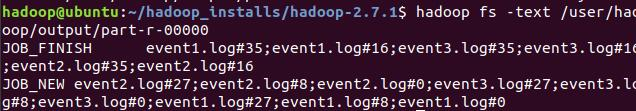 hadoop@ubuntu:~/hadoop_installs/hadoop-2.7.1$ hadoop fs -text /user/had
oop/output/part-r-00000
JOB_FINISH      event1.log#35;event1.log#16;event3.log#35;event3.log#16
;event2.log#35;event2.log#16
JOB_NEW event2.log#27;event2.log#8;event2.log#0;event3.log#27;event3.lo
g#8;event3.log#0;event1.log#27;event1.log#8;event1.log#0